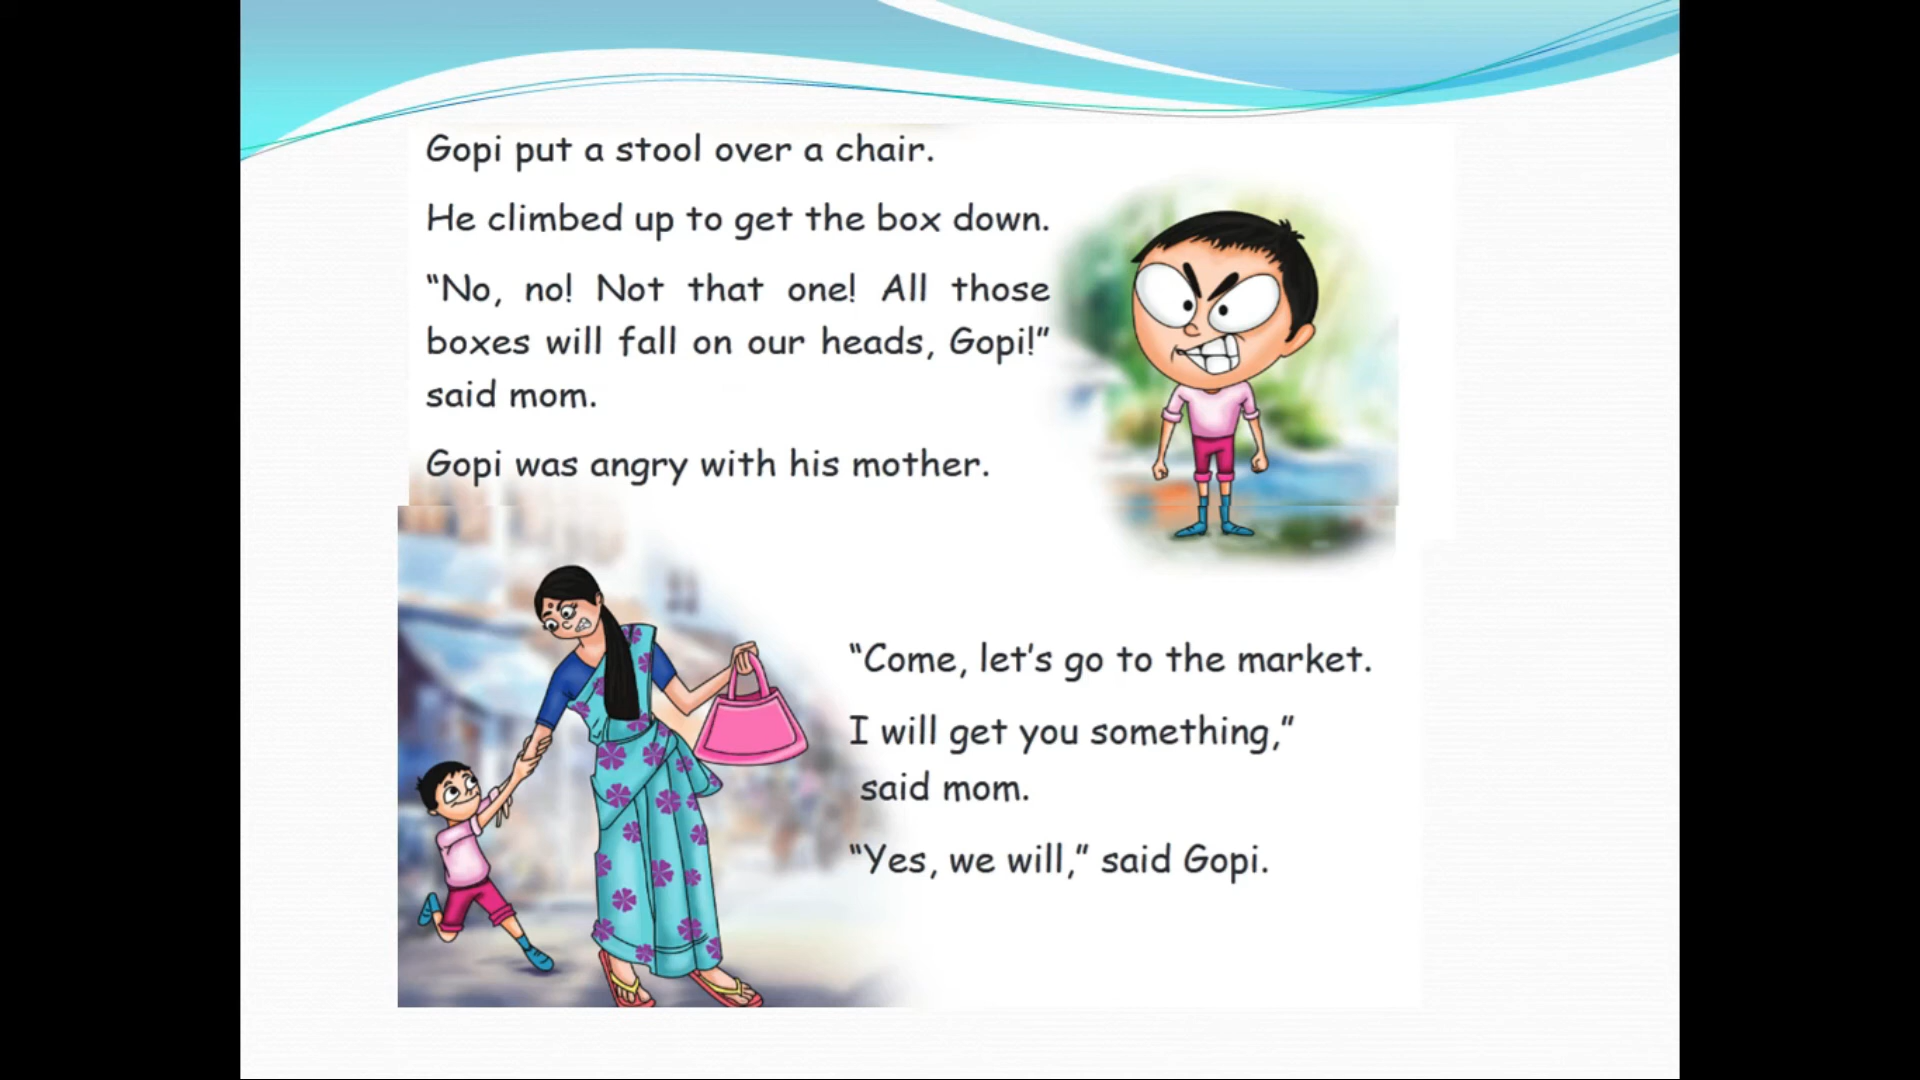 Gopi put a stool over a chair.
He climbed up to get the box down.
“No, no! Not that one! All those
boxes will fall on our heads, Gopi!”
said mom.
Gopi was angry with his mother.
“Come, let’s go to the market.
I will get you something,”
said mom.
“Yes, we will,” said Gopi.